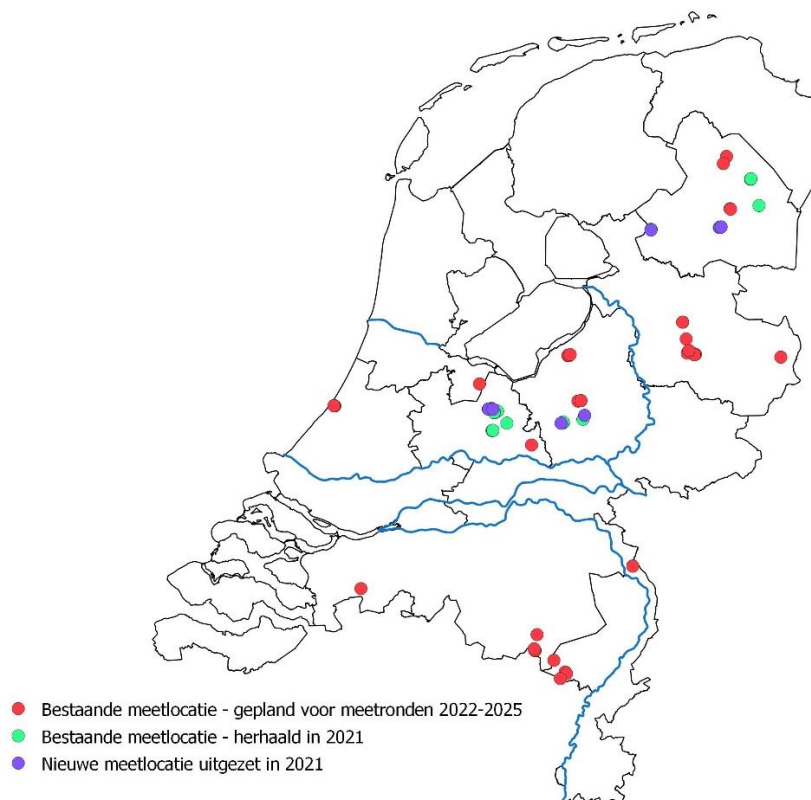 Bestaande meetlocatie - gepland voor meetronden 2022-2025
Bestaande meetlocatie - herhaald in 2021
Nieuwe meetlocatie uitgezet in 2021